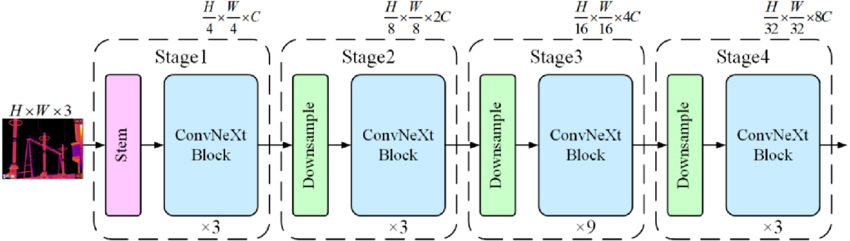 H×W×3
H/4×W/4×C
Stage1
Stem
ConvNeXt
Block
×3
H/8×W/8×2C
Stage2
Downsample
ConvNeXt
Block
×3
H/16×W/16×4C
Stage3
Downsample
ConvNeXt
Block
×9
H/32×W/32×8C
Stage4
Downsample
ConvNeXt
Block
×3